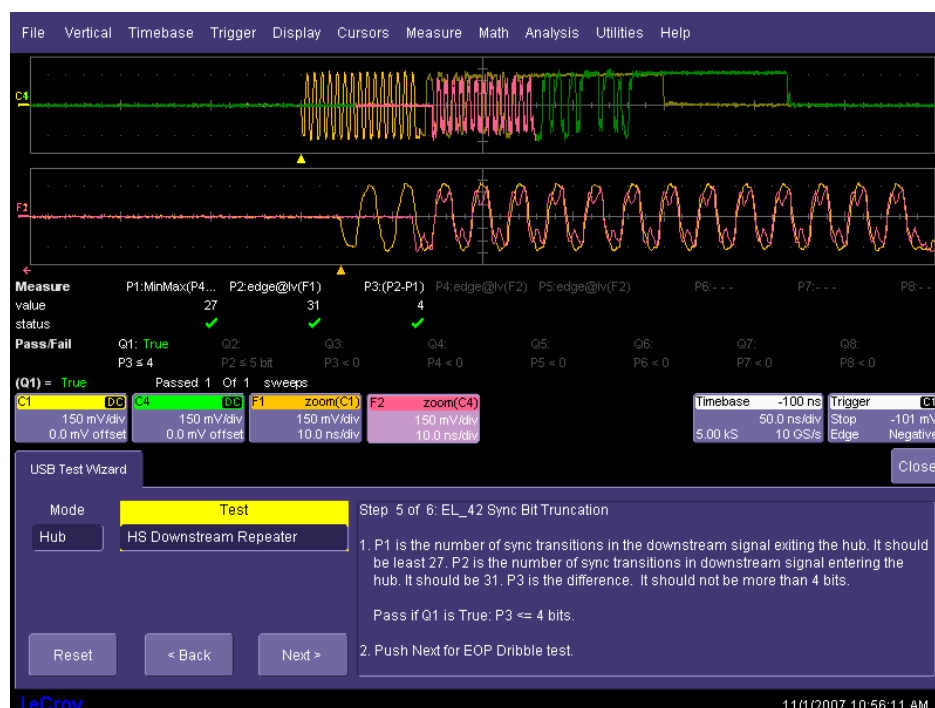 File Vertical Timebase Trigger Display Cursors Measure Math Analysis Utilities Help
C4
F2
Measure P1:MinMax(P4... P2:edge@lv(F1) P3:(P2-P1) P4:edge@lv(F2) P5:edge@lv(F2) P6:- - - P7:- - - P8:- -
value 27 31 4
status
Pass/Fail Q1: True Q2: Q3: Q4: Q5: Q6: Q7: Q8:
P3 ≤ 4 P2 ≤ 5 bit P3 < 0 P4 < 0 P5 < 0 P6 < 0 P7 < 0 P8 < 0
(Q1) = True Passed 1 Of 1 sweeps
C1 DC C4 DC F1 zoom(C1) F2 zoom(C4) Timebase -100 ns Trigger C1
150 mV/div 150 mV/div 150 mV/div 150 mV/div 50.0 ns/div Stop -101 mV
0.0 mV offset 0.0 mV offset 10.0 ns/div 10.0 ns/div 5.00 kS 10 GS/s Edge Negative
USB Test Wizard
Close
Mode Test
Hub HS Downstream Repeater
Reset < Back Next >
Step 5 of 6: EL_42 Sync Bit Truncation
1. P1 is the number of sync transitions in the downstream signal exiting the hub. It should
be least 27. P2 is the number of sync transitions in downstream signal entering the
hub. It should be 31. P3 is the difference. It should not be more than 4 bits.
Pass if Q1 is True: P3 <= 4 bits.
2. Push Next for EOP Dribble test.
LeCroy
11/1/2007 10:56:11 AM